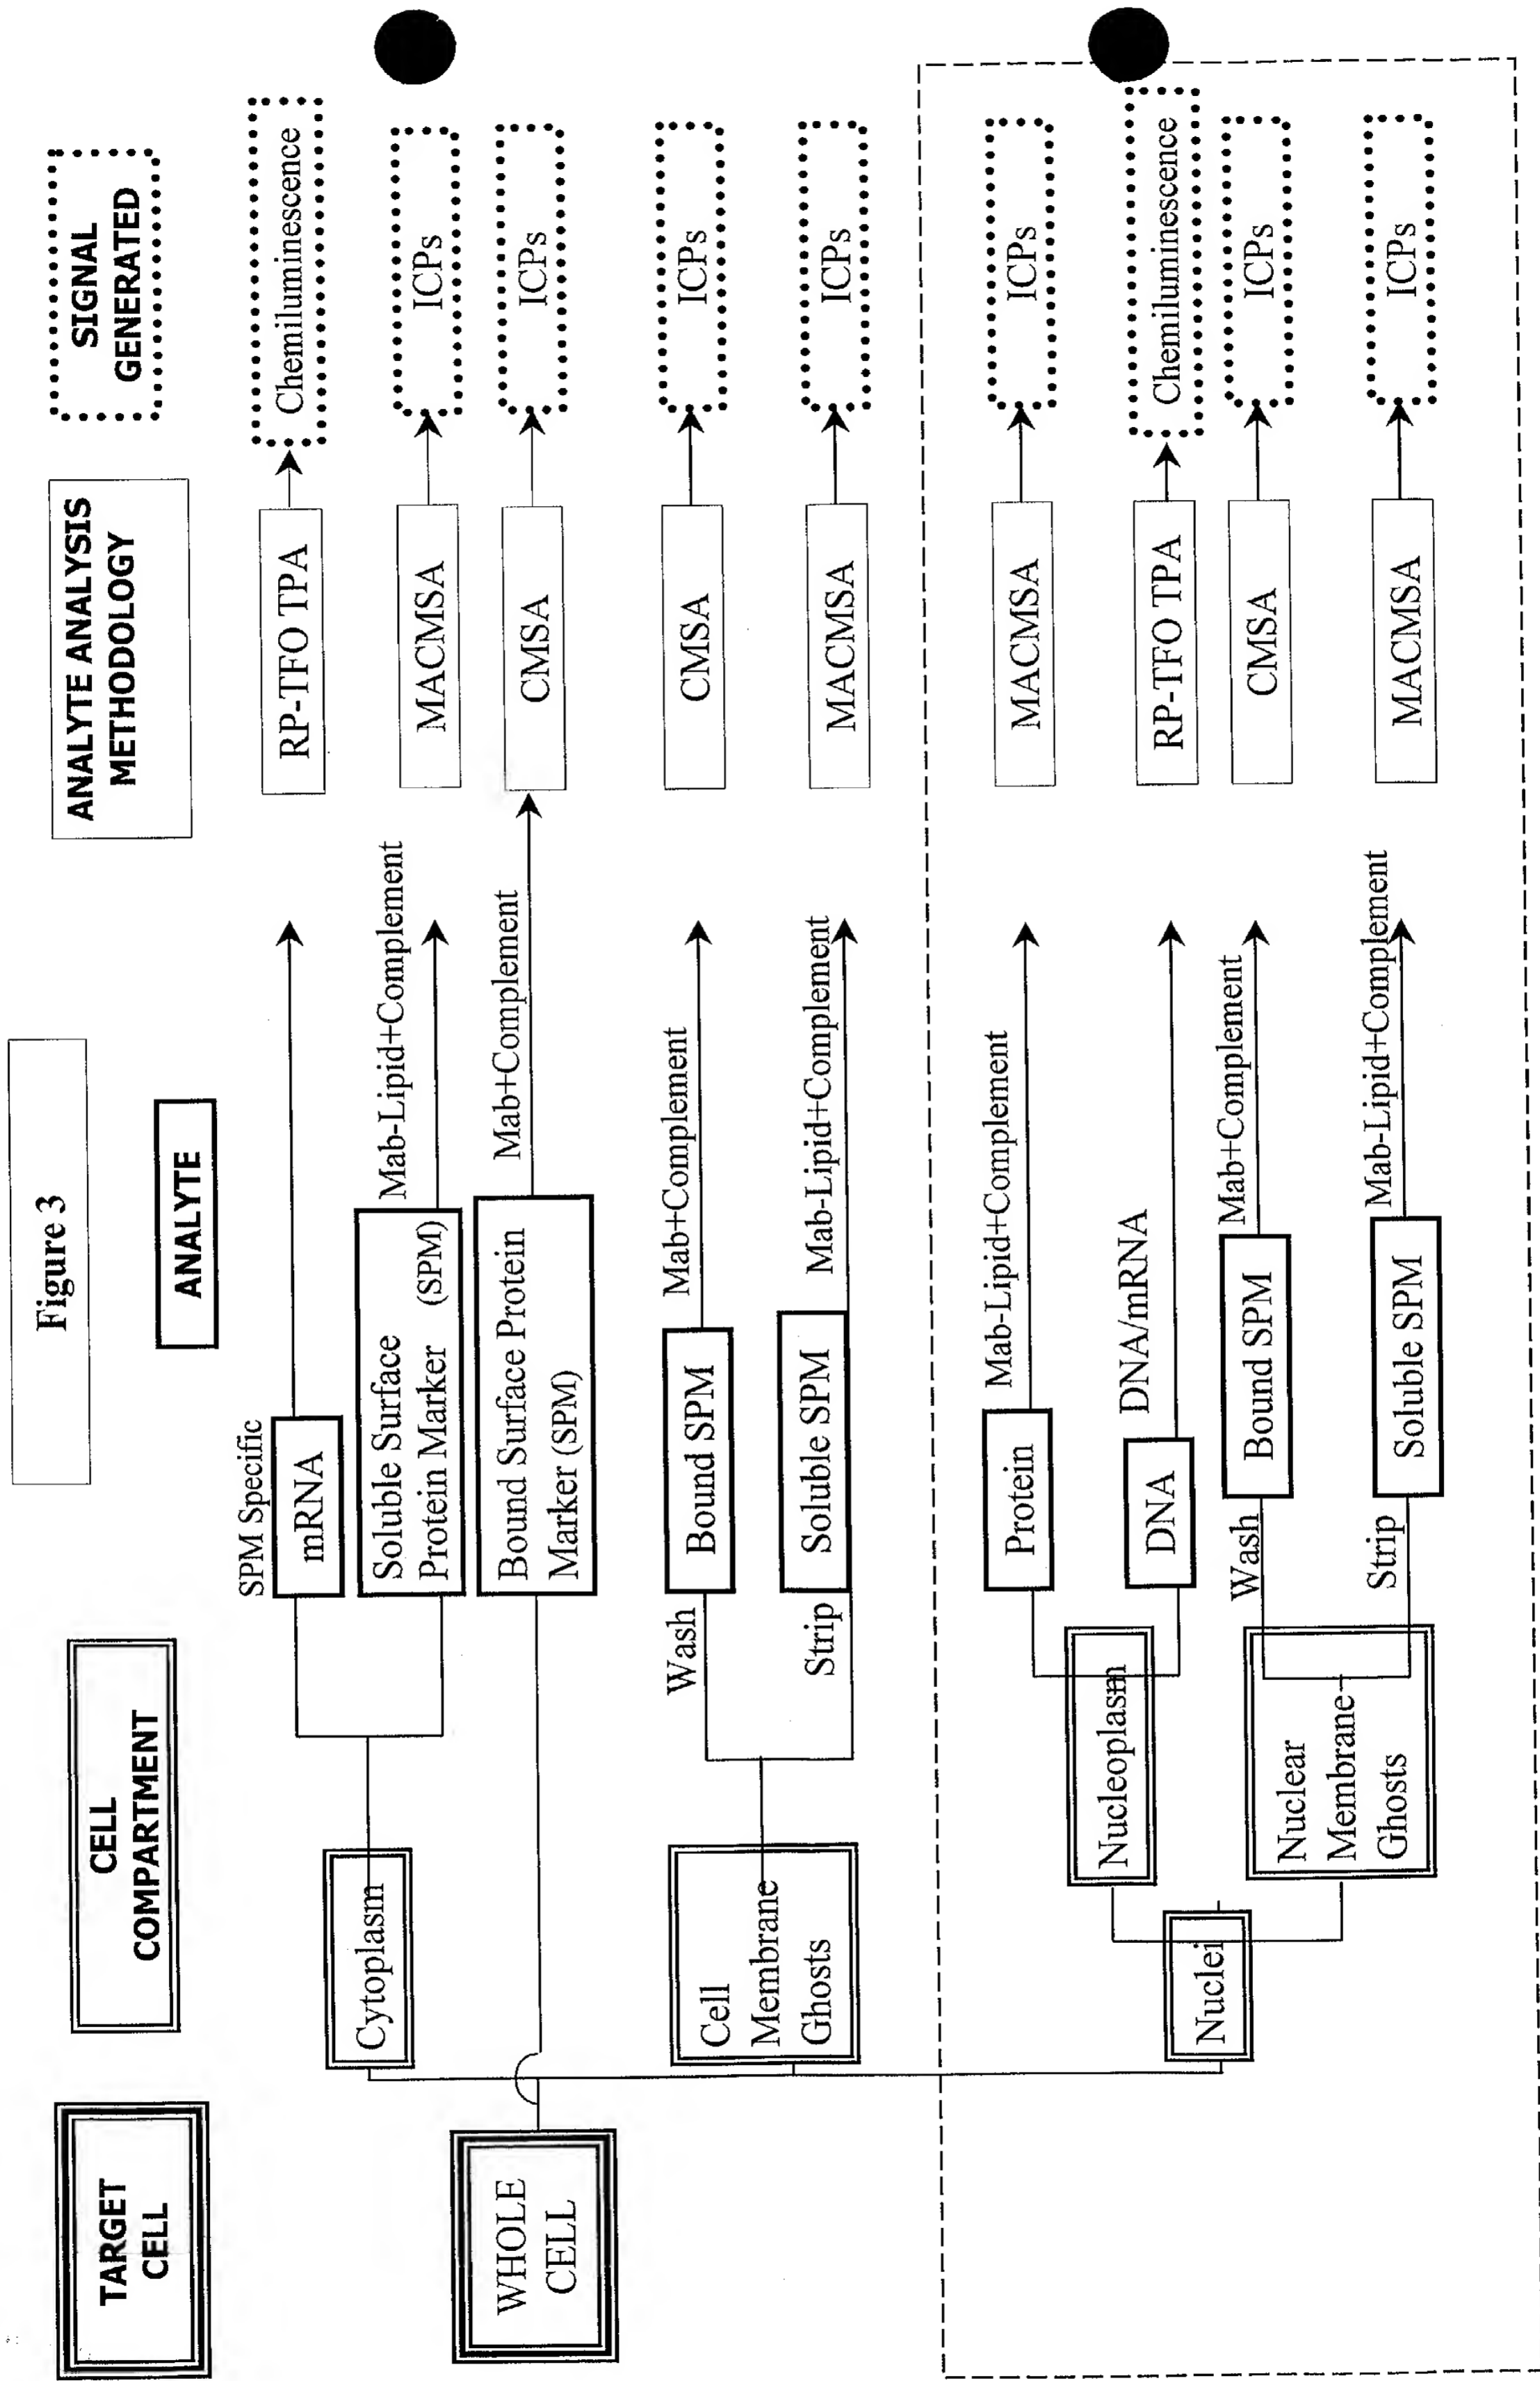 Figure 3
TARGET
CELL
CELL
COMPARTMENT
ANALYTE
ANALYTE ANALYSIS
METHODOLOGY
SIGNAL
GENERATED
SPM Specific
mRNA
RP-TFO TPA
Chemiluminescence
Cytoplasm
Soluble Surface
Protein Marker (SPM)
Mab-Lipid+Complement
MACMSA
ICPs
WHOLE
CELL
Bound Surface Protein
Marker (SPM)
Mab+Complement
CMSA
ICPs
Cell
Membrane
Ghosts
Wash
Bound SPM
Mab+Complement
CMSA
ICPs
Strip
Soluble SPM
Mab-Lipid+Complement
MACMSA
ICPs
Nuclei
Nucleoplasm
Protein
Mab-Lipid+Complement
MACMSA
ICPs
DNA
DNA/mRNA
RP-TFO TPA
Chemiluminescence
Nuclear
Membrane
Ghosts
Wash
Bound SPM
Mab+Complement
CMSA
ICPs
Strip
Soluble SPM
Mab-Lipid+Complement
MACMSA
ICPs